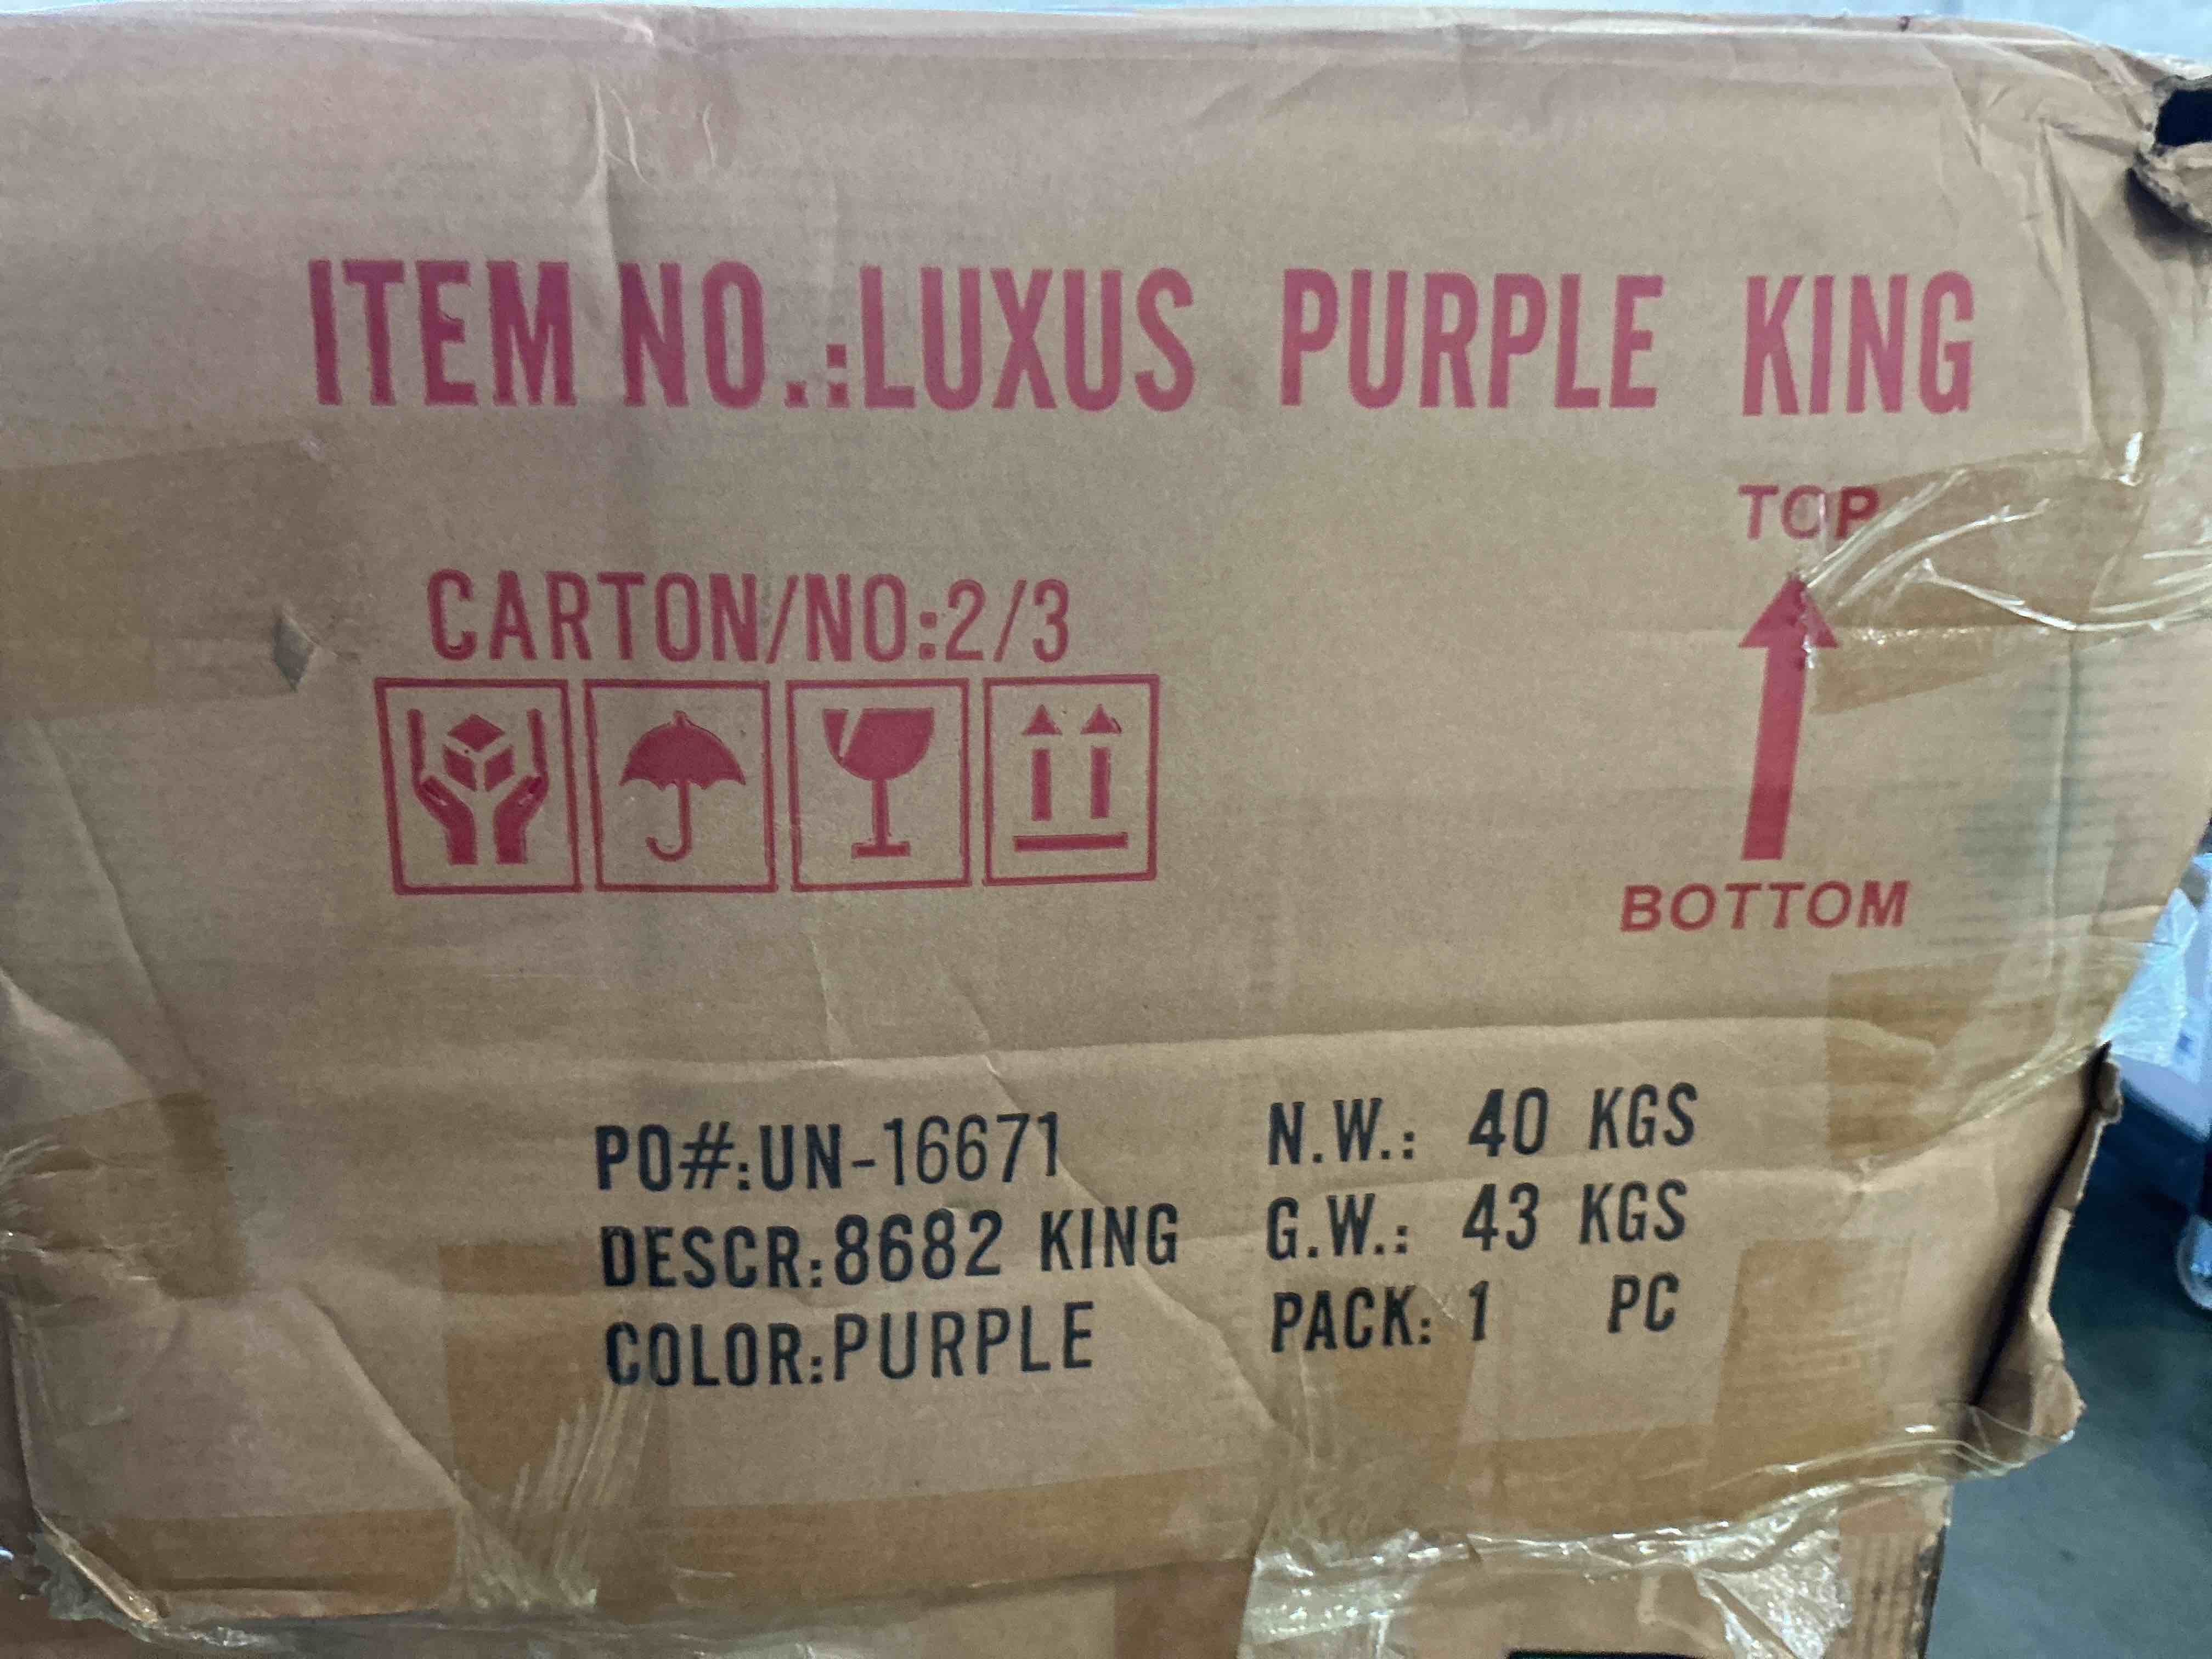 ITEM NO.:LUXUS PURPLE KING
TOP
CARTON/NO:2/3
BOTTOM
PO#:UN-16671
N.W.: 40 KGS
DESCR:8682 KING
G.W.: 43 KGS
COLOR:PURPLE
PACK: 1 PC